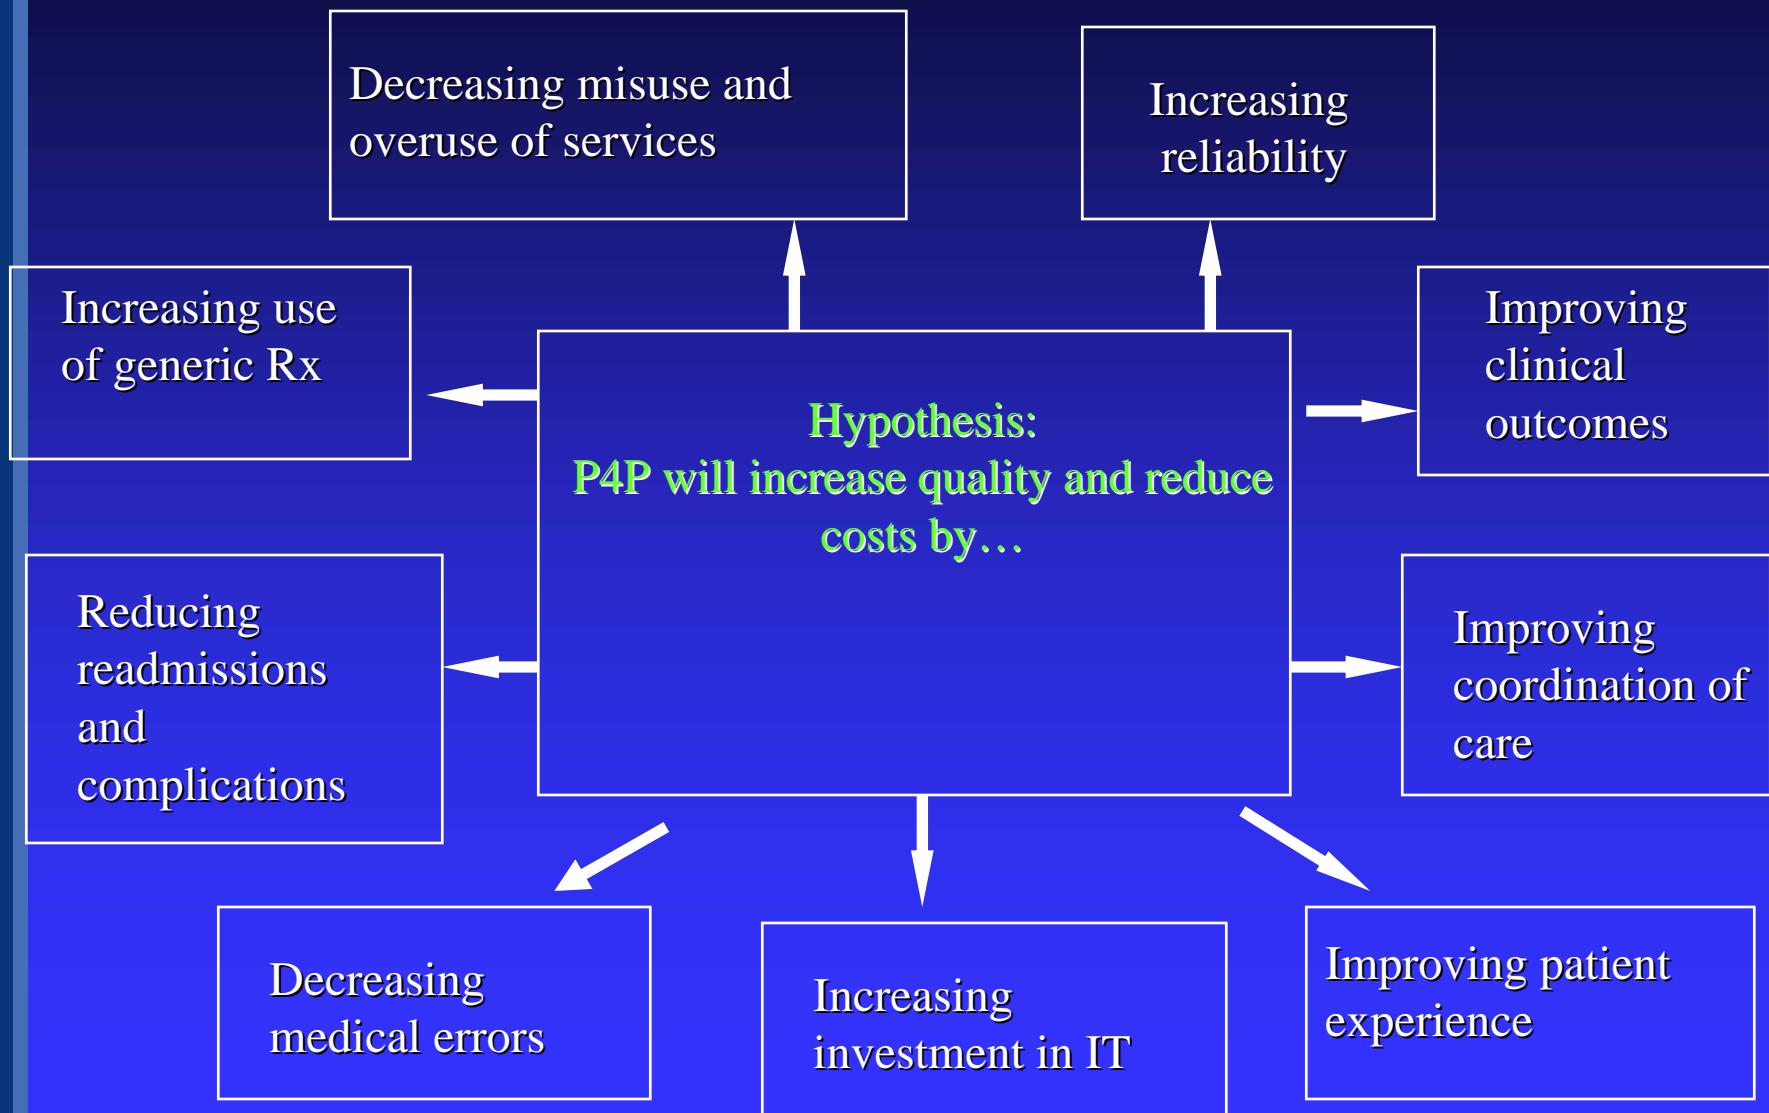 Decreasing misuse and
overuse of services
Increasing
reliability
Increasing use
of generic Rx
Improving
clinical
outcomes
Hypothesis:
P4P will increase quality and reduce
costs by…
Reducing
readmissions
and
complications
Improving
coordination of
care
Decreasing
medical errors
Increasing
investment in IT
Improving patient
experience